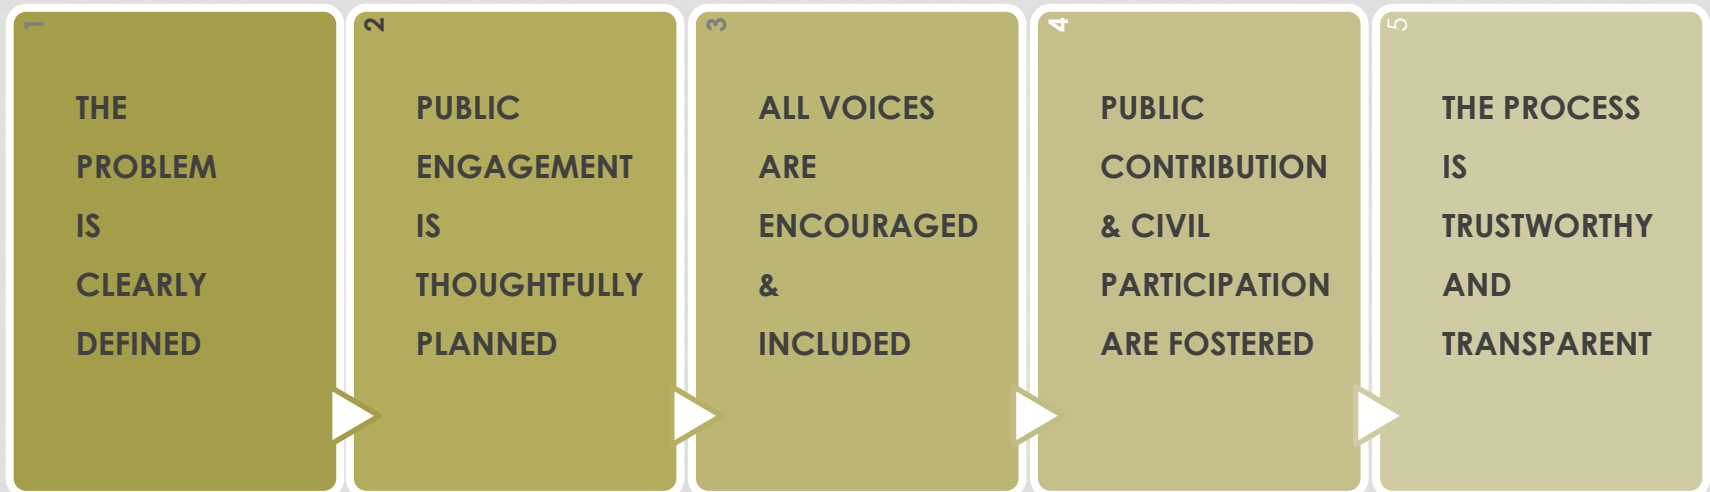 1
THE
PROBLEM
IS
CLEARLY
DEFINED
2
PUBLIC
ENGAGEMENT
IS
THOUGHTFULLY
PLANNED
3
ALL VOICES
ARE
ENCOURAGED
&
INCLUDED
4
PUBLIC
CONTRIBUTION
& CIVIL
PARTICIPATION
ARE FOSTERED
5
THE PROCESS
IS
TRUSTWORTHY
AND
TRANSPARENT